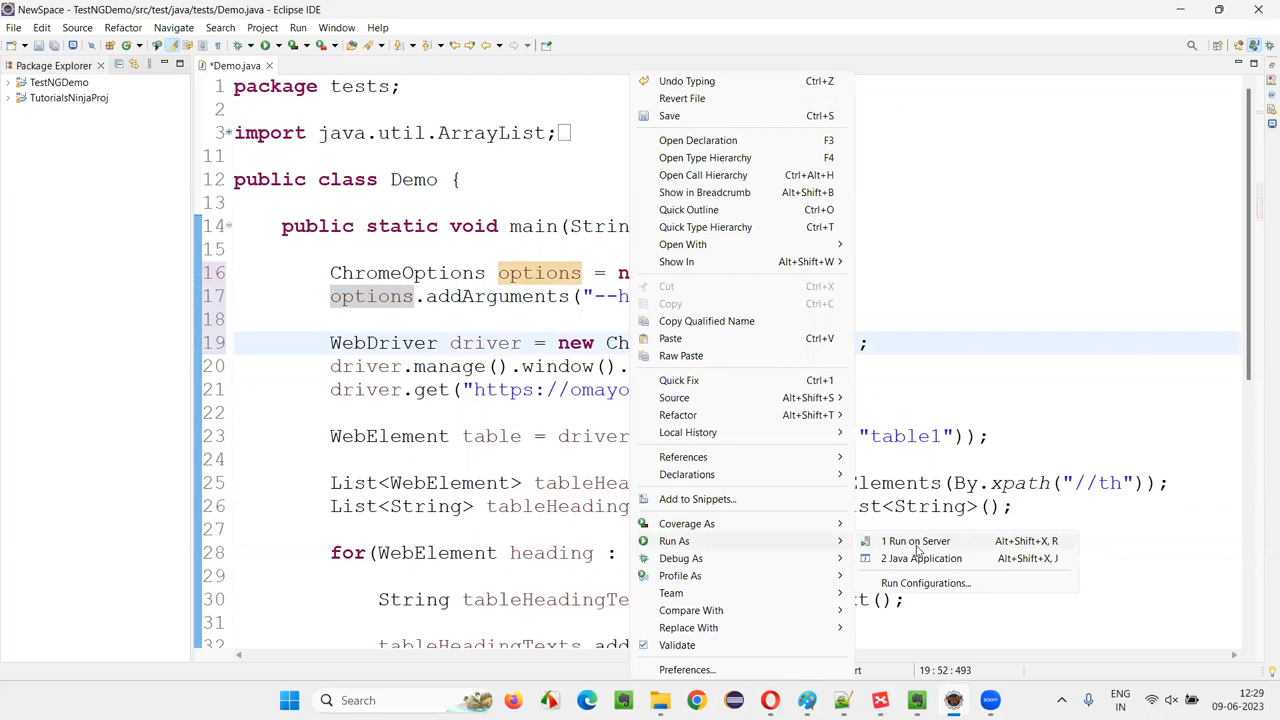 NewSpace - TestNGDemo/src/test/java/tests/Demo.java - Eclipse IDE
File Edit Source Refactor Navigate Search Project Run Window Help
Package Explorer
*Demo.java
TestNGDemo
TutorialsNinjaProj
1 package tests;
2
3 import java.util.ArrayList;
11
12 public class Demo {
13
14 public static void main(Strin
15
16 ChromeOptions options = n
17 options.addArguments("--h
18
19 WebDriver driver = new Ch ;
20 driver.manage().window().
21 driver.get("https://omayo
22
23 WebElement table = driver "table1"));
24
25 List<WebElement> tableHea Elements(By.xpath("//th"));
26 List<String> tableHeading st<String>();
27
28 for(WebElement heading :
29
30 String tableHeadingTe t();
31
32 tableHeadingTexts.add
Undo Typing Ctrl+Z
Revert File
Save Ctrl+S
Open Declaration F3
Open Type Hierarchy F4
Open Call Hierarchy Ctrl+Alt+H
Show in Breadcrumb Alt+Shift+B
Quick Outline Ctrl+O
Quick Type Hierarchy Ctrl+T
Open With
Show In Alt+Shift+W
Cut Ctrl+X
Copy Ctrl+C
Copy Qualified Name
Paste Ctrl+V
Raw Paste
Quick Fix Ctrl+1
Source Alt+Shift+S
Refactor Alt+Shift+T
Local History
References
Declarations
Add to Snippets...
Coverage As
Run As
Debug As
Profile As
Team
Compare With
Replace With
Validate
Preferences...
1 Run on Server Alt+Shift+X, R
2 Java Application Alt+Shift+X, J
Run Configurations...
19 : 52 : 493
Search
ENG
IN
12:29
09-06-2023